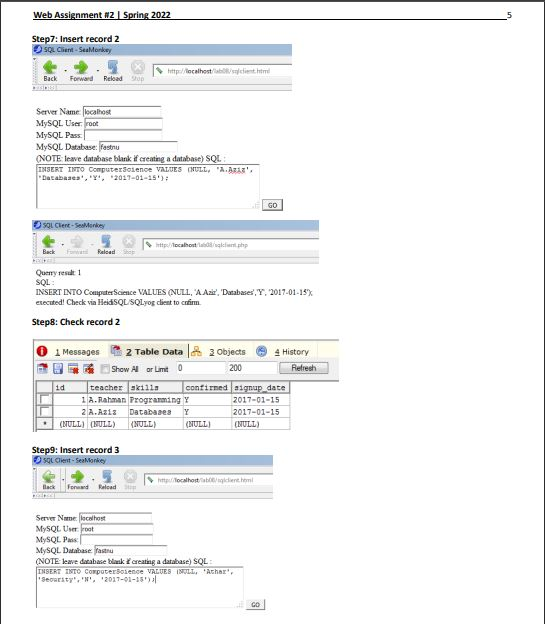 Web Assignment #2 | Spring 2022
5
Step7: Insert record 2
SQL Client - SeaMonkey
Back Forward Reload Stop
http://localhost/lab08/sqlclient.html
Server Name: localhost
MySQL User: root
MySQL Pass:
MySQL Database: fastnu
(NOTE: leave database blank if creating a database) SQL :
INSERT INTO ComputerScience VALUES (NULL, 'A.Aziz',
'Databases','Y', '2017-01-15');
GO
SQL Client - SeaMonkey
Back Forward Reload Stop
http://localhost/lab08/sqlclient.php
Querry result: 1
SQL :
INSERT INTO ComputerScience VALUES (NULL, 'A.Aziz', 'Databases','Y', '2017-01-15');
executed! Check via HeidiSQL/SQLyog client to cnfirm.
Step8: Check record 2
1 Messages 2 Table Data 3 Objects 4 History
Show All or Limit 0 200 Refresh
id teacher skills confirmed signup_date
1 A.Rahman Programming Y 2017-01-15
2 A.Aziz Databases Y 2017-01-15
* (NULL) (NULL) (NULL) (NULL) (NULL)
Step9: Insert record 3
SQL Client - SeaMonkey
Back Forward Reload Stop
http://localhost/lab08/sqlclient.html
Server Name: localhost
MySQL User: root
MySQL Pass:
MySQL Database: fastnu
(NOTE: leave database blank if creating a database) SQL :
INSERT INTO ComputerScience VALUES (NULL, 'Athar',
'Security','N', '2017-01-15');
GO